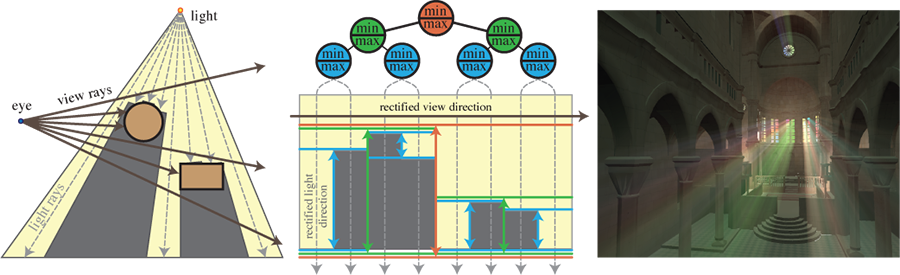 light
eye
view rays
light rays
min
max
min
max
min
max
min
max
min
max
min
max
min
max
rectified view direction
rectified light
direction